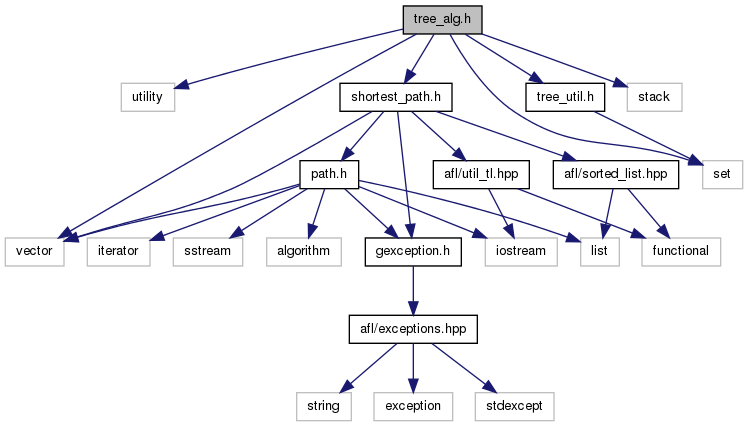 tree_alg.h
utility
shortest_path.h
tree_util.h
stack
path.h
afl/util_tl.hpp
afl/sorted_list.hpp
set
vector
iterator
sstream
algorithm
gexception.h
iostream
list
functional
afl/exceptions.hpp
string
exception
stdexcept